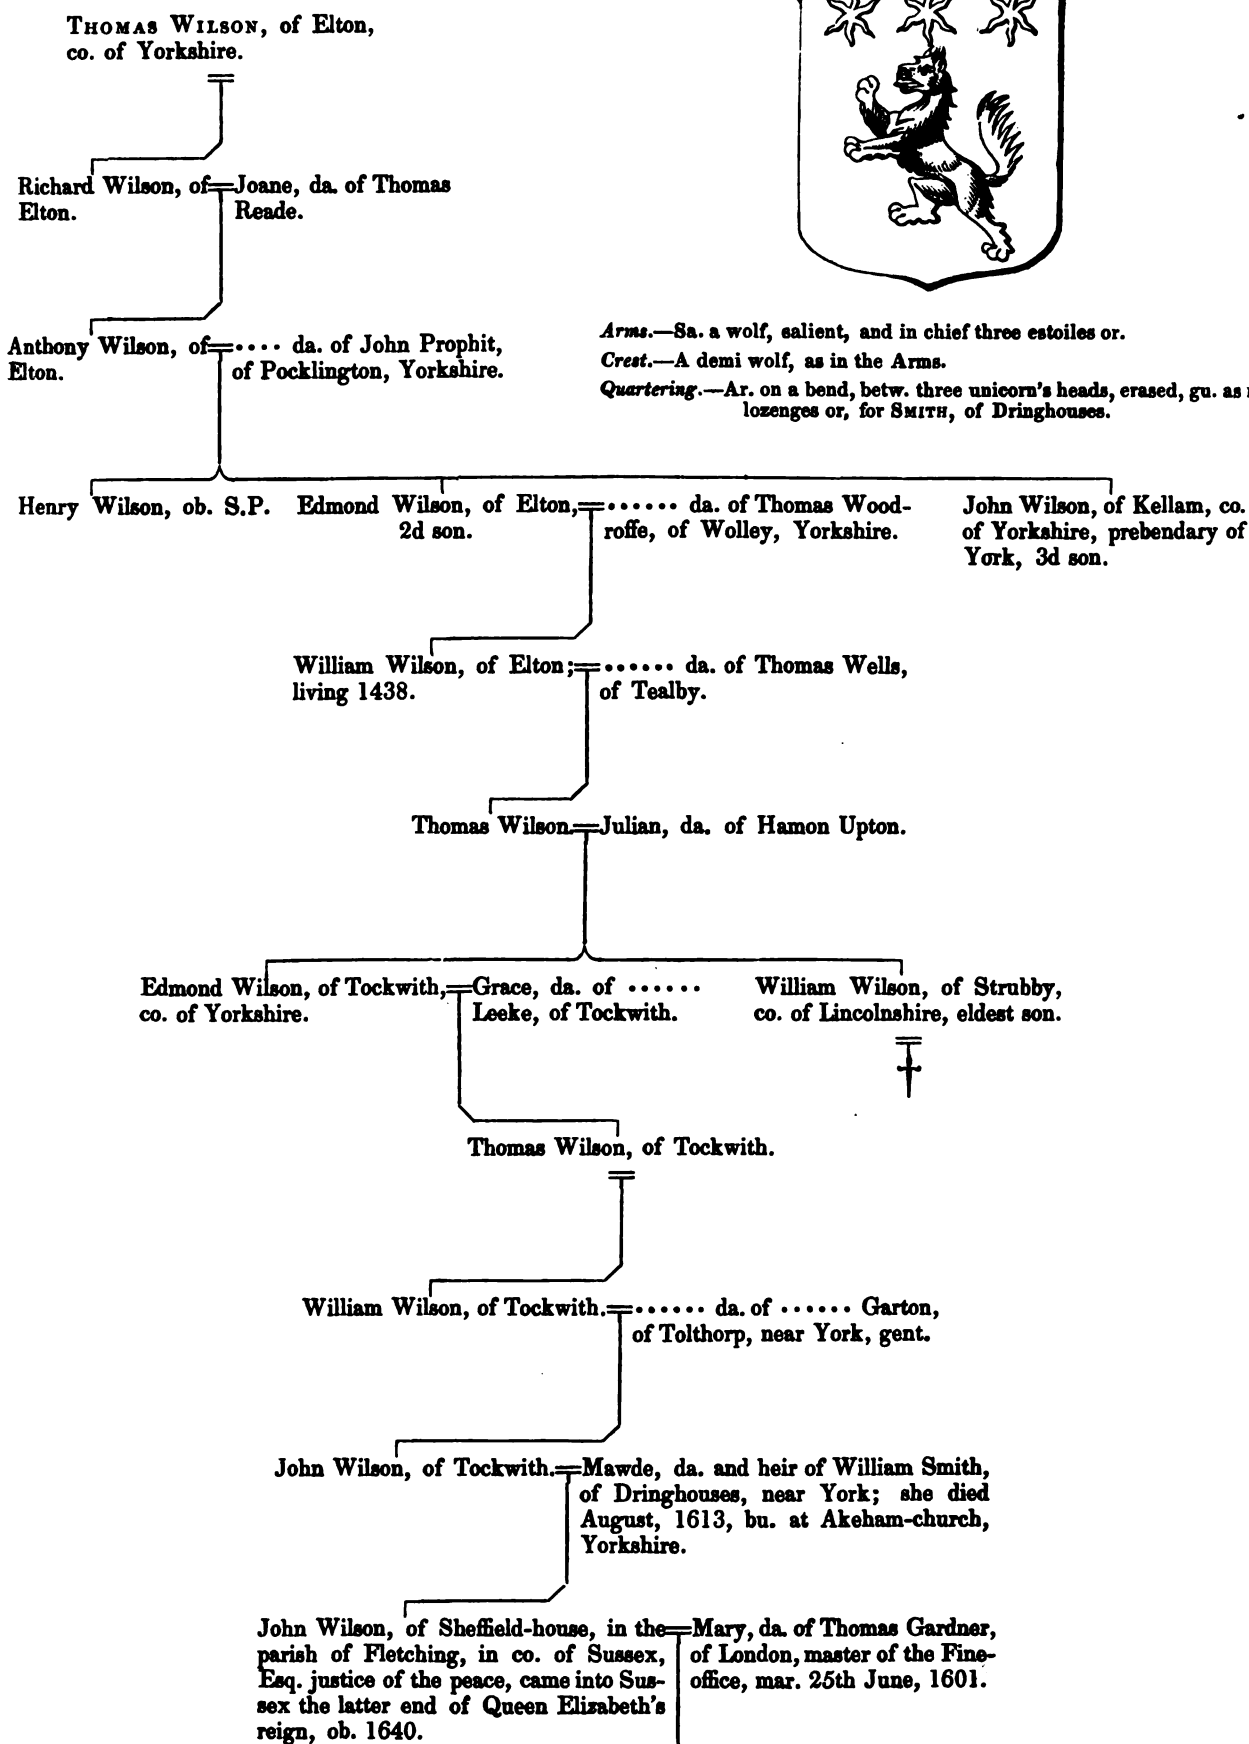 THOMAS WILSON, of Elton,
co. of Yorkshire.
Richard Wilson, of
Elton.
Joane, da. of Thomas
Reade.
Anthony Wilson, of
Elton.
.... da. of John Prophit,
of Pocklington, Yorkshire.
Arms.—Sa. a wolf, salient, and in chief three estoiles or.
Crest.—A demi wolf, as in the Arms.
Quartering.—Ar. on a bend, betw. three unicorn's heads, erased, gu. as
lozenges or, for SMITH, of Dringhouses.
Henry Wilson, ob. S.P.
Edmond Wilson, of Elton,
2d son.
...... da. of Thomas Wood-
roffe, of Wolley, Yorkshire.
John Wilson, of Kellam, co.
of Yorkshire, prebendary of
York, 3d son.
William Wilson, of Elton;
living 1438.
...... da. of Thomas Wells,
of Tealby.
Thomas Wilson.
Julian, da. of Hamon Upton.
Edmond Wilson, of Tockwith,
co. of Yorkshire.
Grace, da. of ......
Leeke, of Tockwith.
William Wilson, of Strubby,
co. of Lincolnshire, eldest son.
Thomas Wilson, of Tockwith.
William Wilson, of Tockwith.
...... da. of ...... Garton,
of Tolthorp, near York, gent.
John Wilson, of Tockwith.
Mawde, da. and heir of William Smith,
of Dringhouses, near York; she died
August, 1613, bu. at Akeham-church,
Yorkshire.
John Wilson, of Sheffield-house, in the
parish of Fletching, in co. of Sussex,
Esq. justice of the peace, came into Sus-
sex the latter end of Queen Elizabeth's
reign, ob. 1640.
Mary, da. of Thomas Gardner,
of London, master of the Fine-
office, mar. 25th June, 1601.